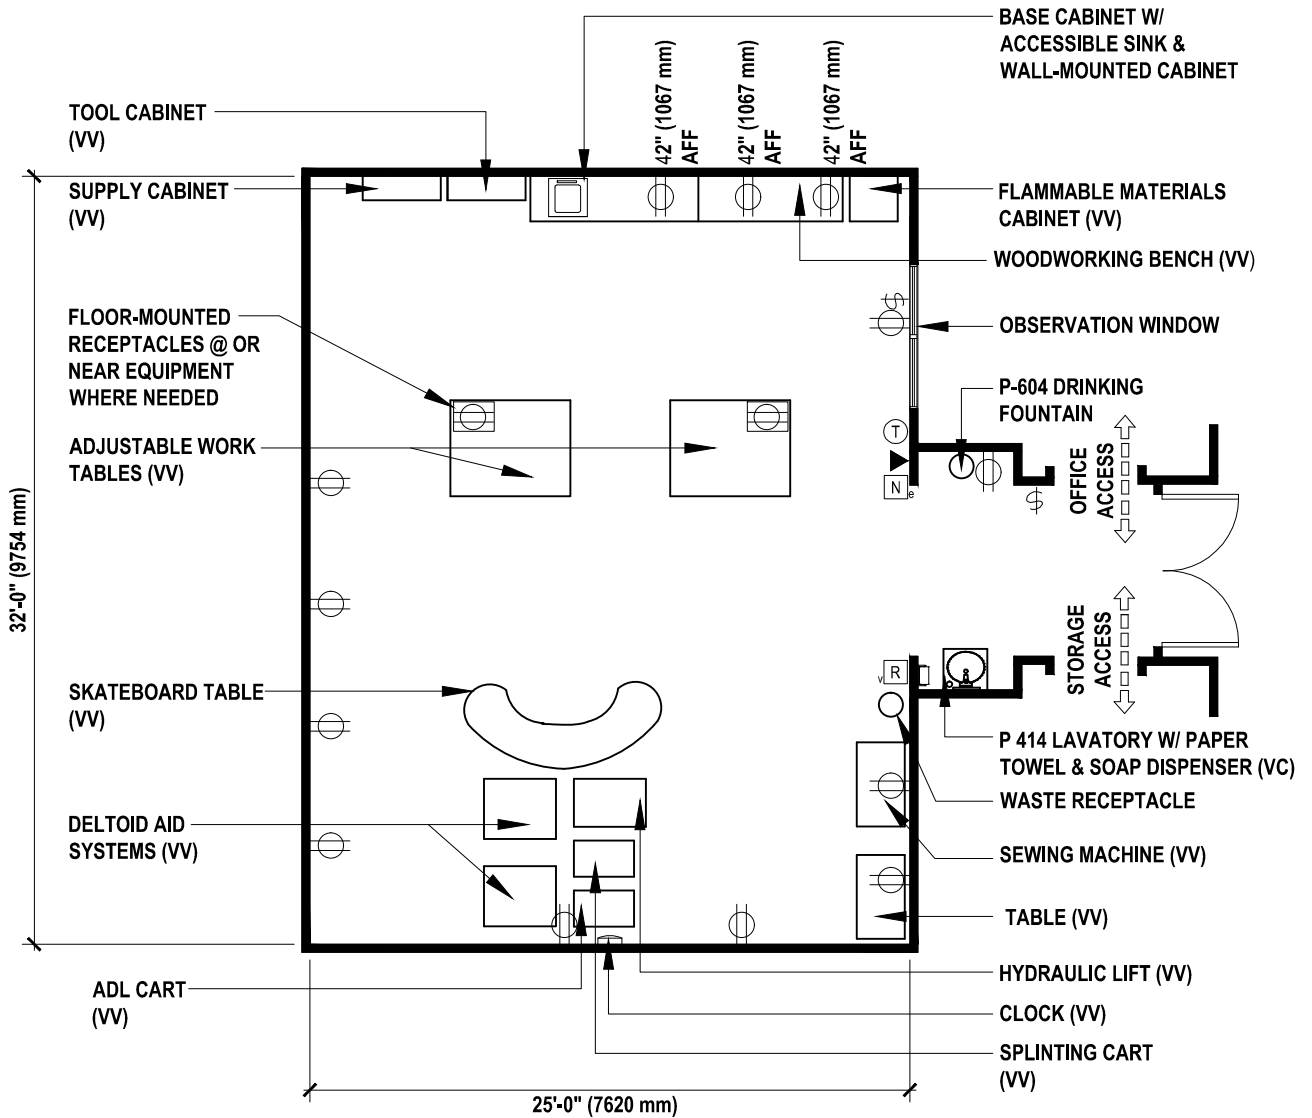 BASE CABINET W/
ACCESSIBLE SINK &
WALL-MOUNTED CABINET
42" (1067 mm)
AFF
42" (1067 mm)
AFF
42" (1067 mm)
AFF
TOOL CABINET
(VV)
SUPPLY CABINET
(VV)
FLAMMABLE MATERIALS
CABINET (VV)
WOODWORKING BENCH (VV)
FLOOR-MOUNTED
RECEPTACLES @ OR
NEAR EQUIPMENT
WHERE NEEDED
OBSERVATION WINDOW
P-604 DRINKING
FOUNTAIN
ADJUSTABLE WORK
TABLES (VV)
T
N
e
OFFICE
ACCESS
32'-0" (9754 mm)
STORAGE
ACCESS
R
v
SKATEBOARD TABLE
(VV)
P 414 LAVATORY W/ PAPER
TOWEL & SOAP DISPENSER (VC)
WASTE RECEPTACLE
DELTOID AID
SYSTEMS (VV)
SEWING MACHINE (VV)
TABLE (VV)
HYDRAULIC LIFT (VV)
ADL CART
(VV)
CLOCK (VV)
SPLINTING CART
(VV)
25'-0" (7620 mm)